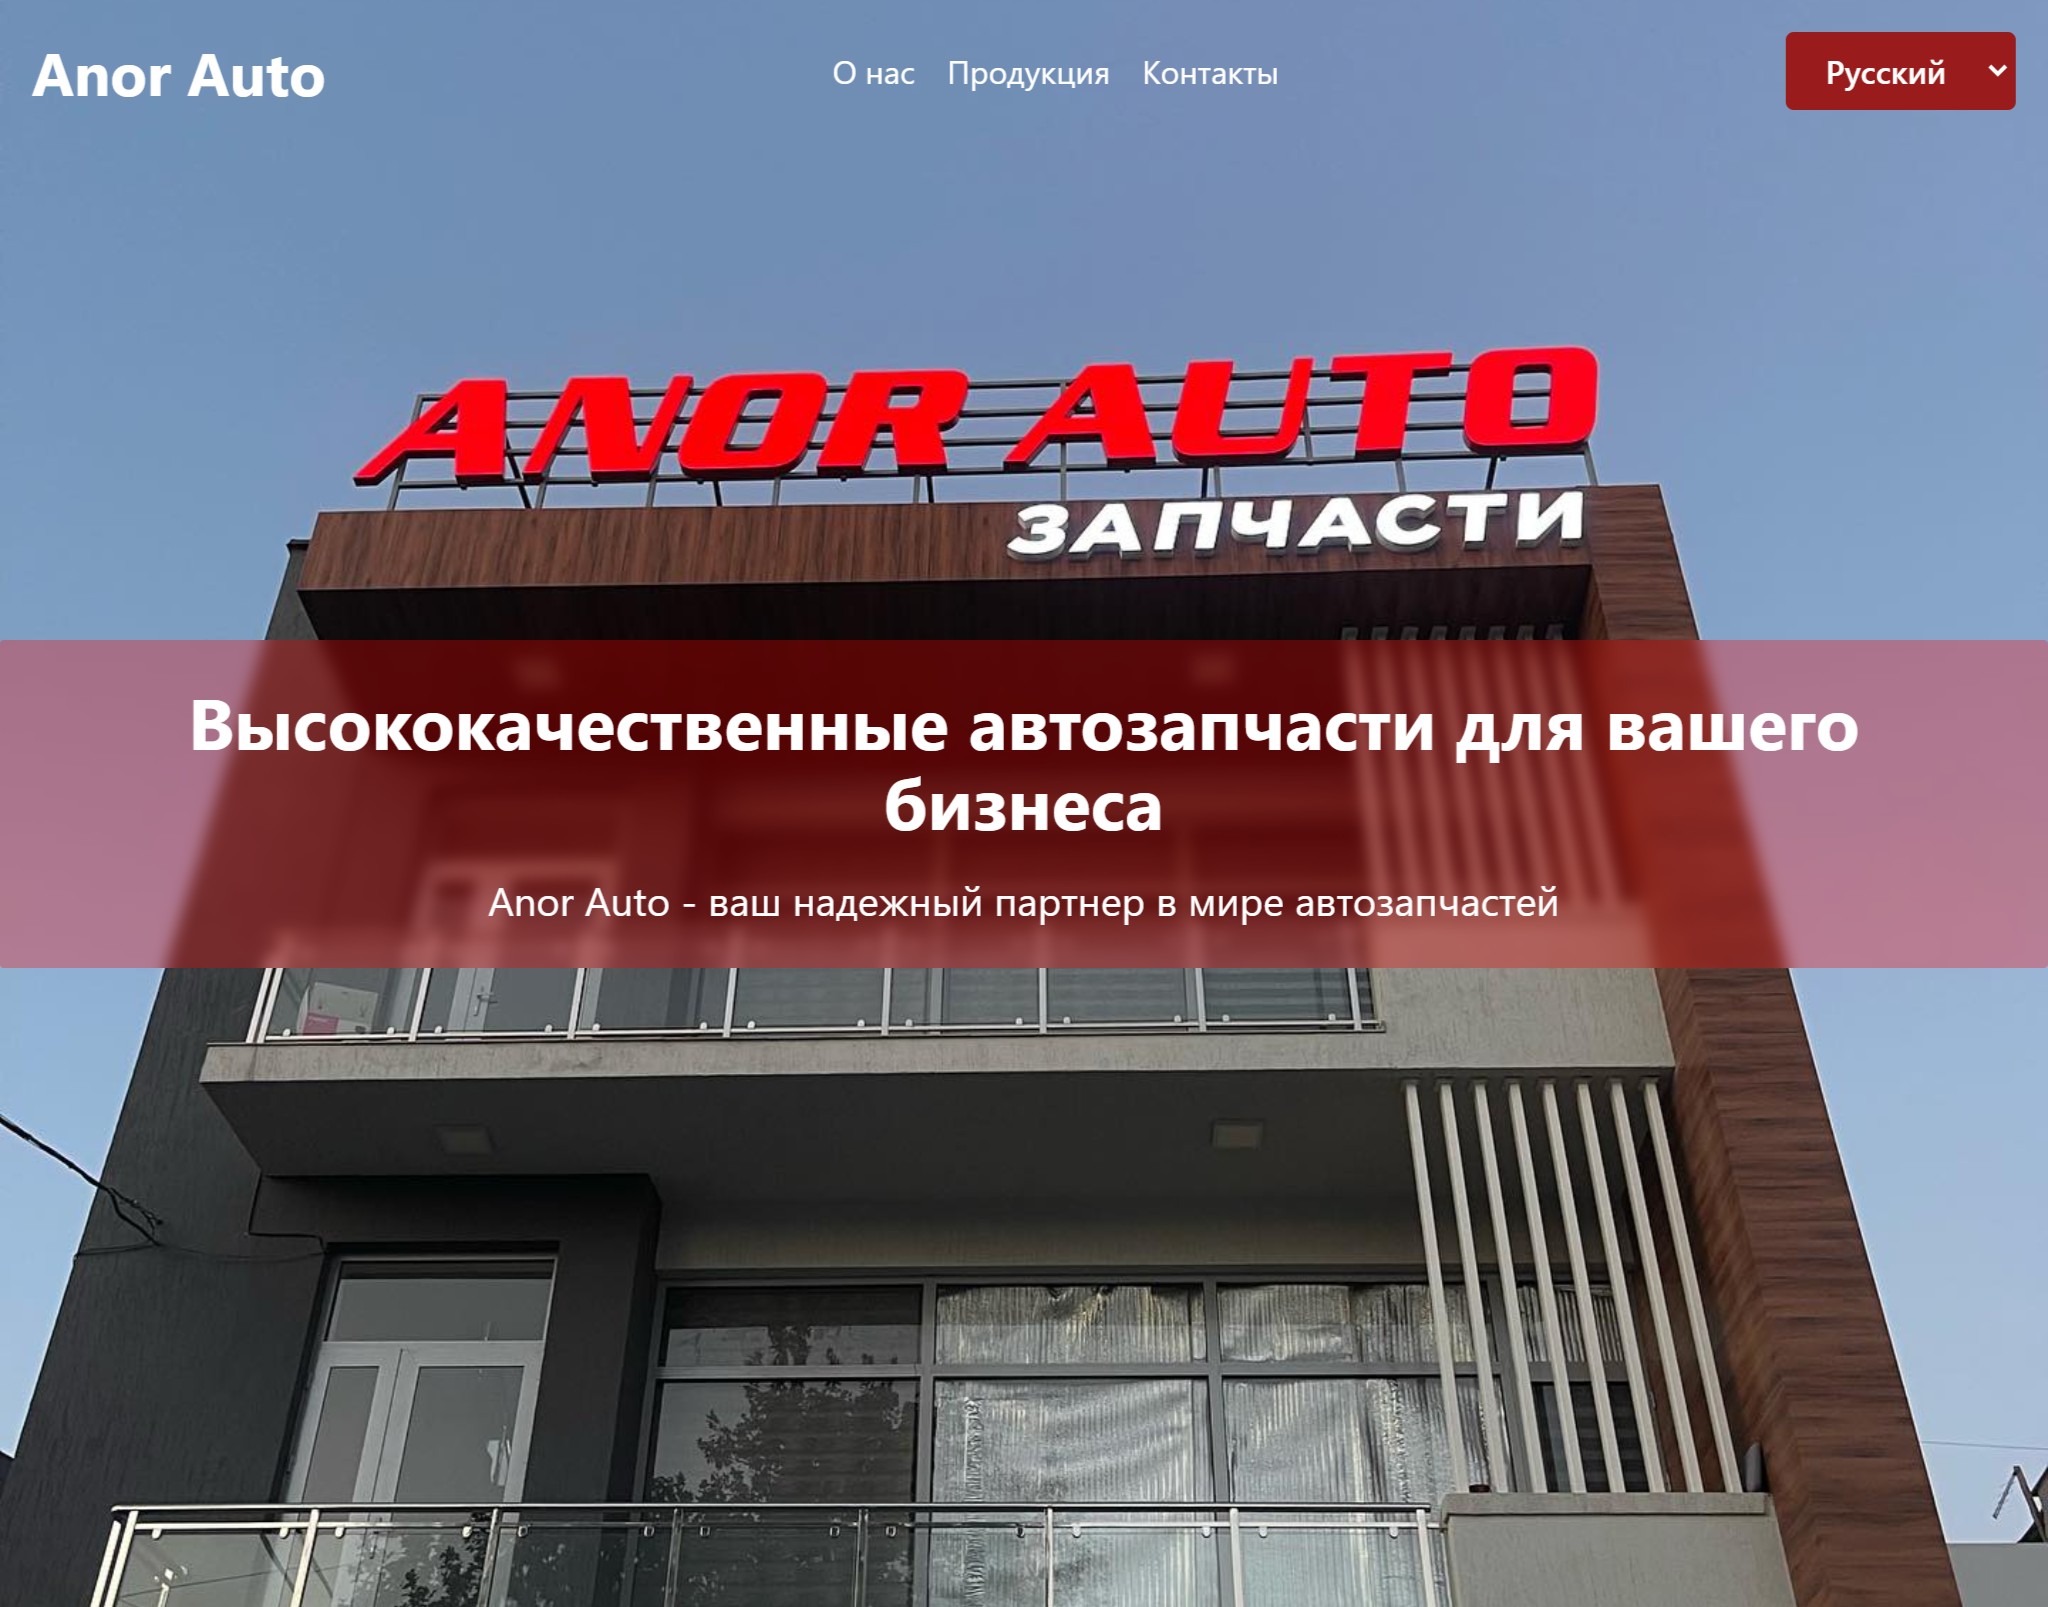 Anor Auto
О нас
Продукция
Контакты
Русский
ANOR AUTO
ЗАПЧАСТИ
Высококачественные автозапчасти для вашего
бизнеса
Anor Auto - ваш надежный партнер в мире автозапчастей